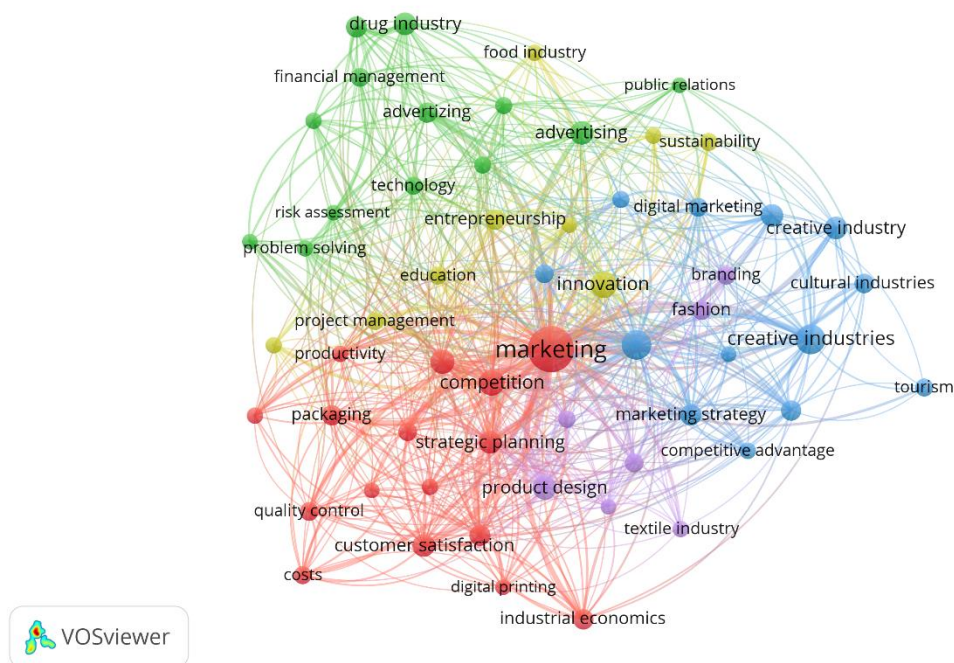 drug industry
food industry
financial management
public relations
advertizing
advertising
sustainability
technology
risk assessment
digital marketing
entrepreneurship
creative industry
problem solving
education
innovation
branding
cultural industries
fashion
project management
creative industries
marketing
productivity
competition
tourism
packaging
marketing strategy
strategic planning
competitive advantage
product design
quality control
textile industry
customer satisfaction
costs
digital printing
industrial economics
VOSviewer